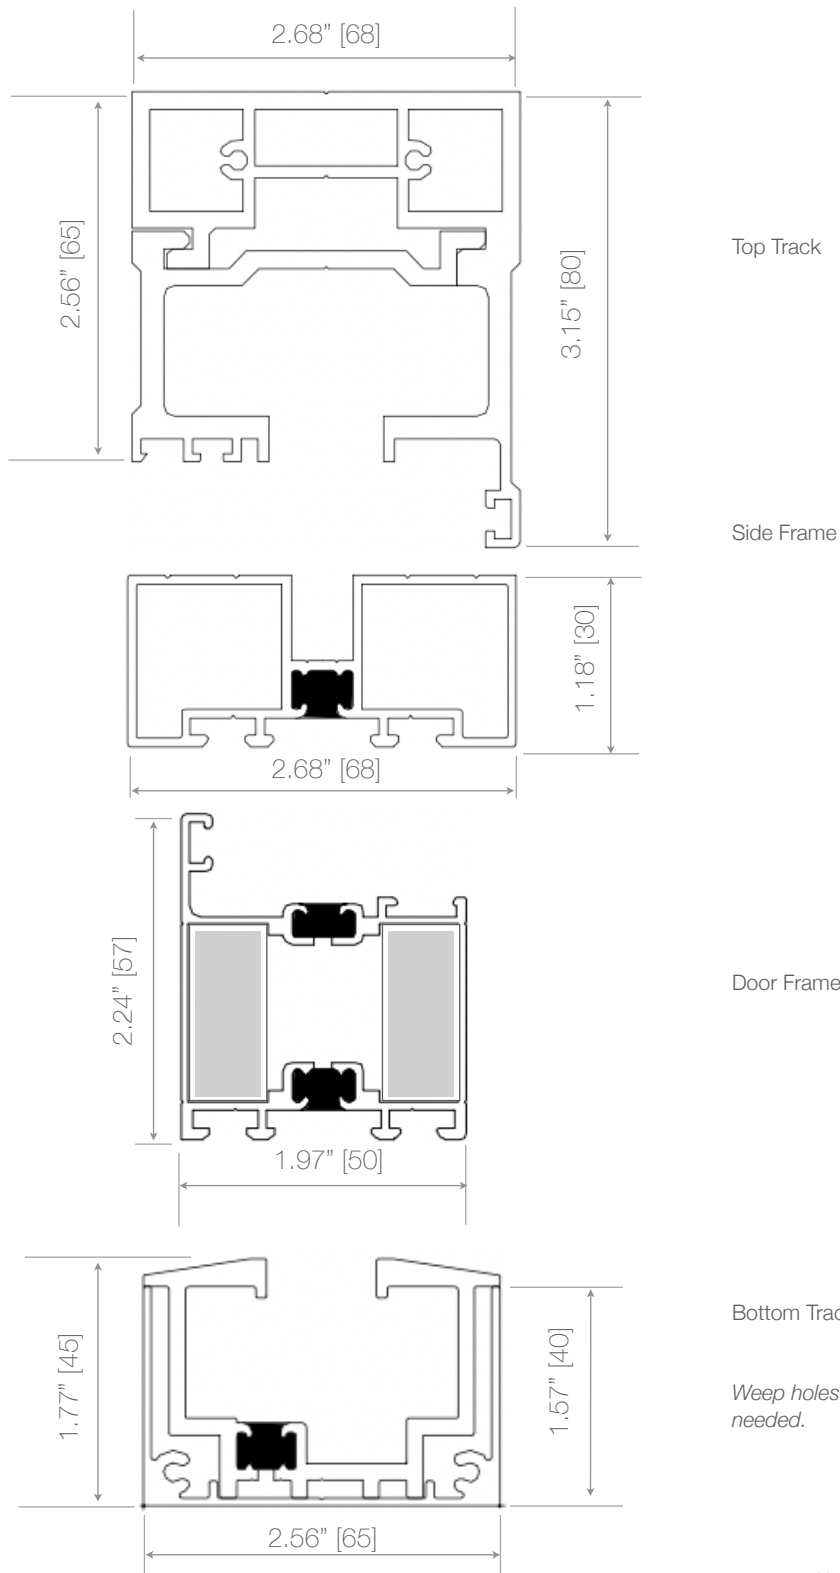 2.68” [68]
2.56” [65]
3.15” [80]
Top Track
Side Frame
1.18” [30]
2.68” [68]
2.24” [57]
Door Frame
1.97” [50]
Bottom
1.77” [45]
1.57” [40]
Weep holes
needed.
2.56” [65]